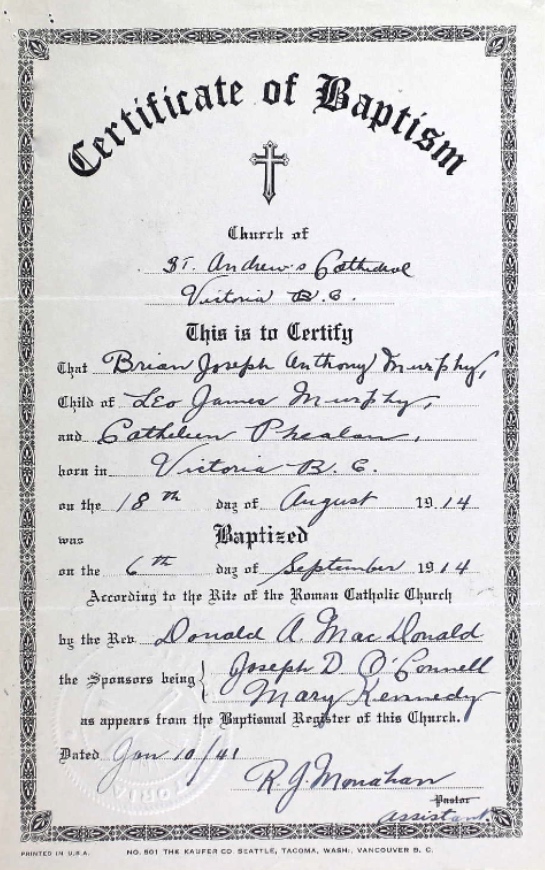 Certificate of Baptism
Church of
St. Andrew's Cathedral
Victoria B.C.
This is to Certify
That Brian Joseph Anthony Murphy,
Child of Leo James Murphy,
and Cathleen Phealan,
born in Victoria B.C.
on the 18th day of August 1914
was Baptized
on the 6th day of September 1914
According to the Rite of the Roman Catholic Church
by the Rev. Donald A. MacDonald
the Sponsors being { Joseph D O'Connell
Mary Kennedy
as appears from the Baptismal Register of this Church.
Dated Jan 10/41
R J Monahan
Pastor
assistant.
PRINTED IN U.S.A. NO. 501 THE KAUFER CO. SEATTLE, TACOMA, WASH., VANCOUVER B. C.